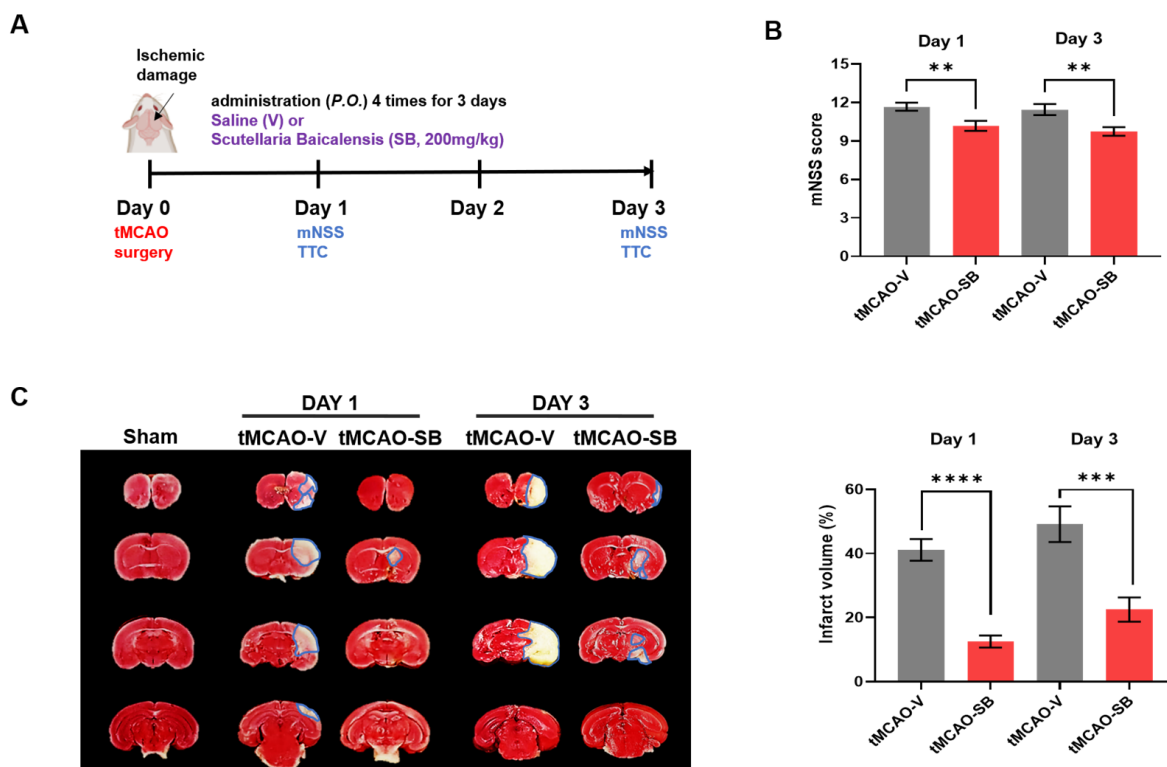 A
Ischemic
damage
administration (P.O.) 4 times for 3 days
Saline (V) or
Scutellaria Baicalensis (SB, 200mg/kg)
Day 0
Day 1
Day 2
Day 3
tMCAO
surgery
mNSS
TTC
mNSS
TTC
B
Day 1
Day 3
**
**
15
12
9
6
3
0
mNSS score
tMCAO-V
tMCAO-SB
tMCAO-V
tMCAO-SB
C
DAY 1
DAY 3
Sham
tMCAO-V
tMCAO-SB
tMCAO-V
tMCAO-SB
Day 1
Day 3
****
***
60
40
20
0
Infarct volume (%)
tMCAO-V
tMCAO-SB
tMCAO-V
tMCAO-SB